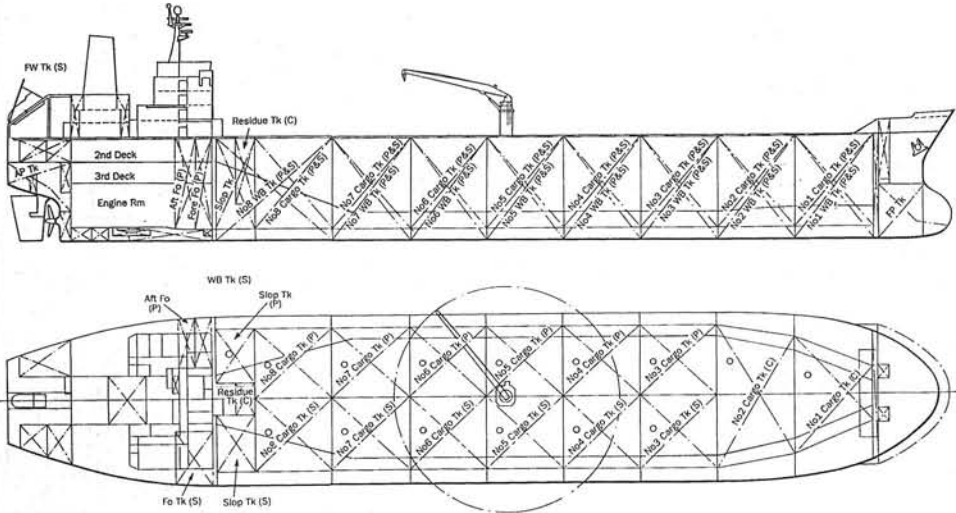 FW Tk (S)
Residue Tk (C)
2nd Deck
AP Tk
3rd Deck
Engine Rm
Aft Fo (P)
Fore Fo (P)
Slop Tk
No8 WB Tk (P&S)
No8 Cargo Tk (P&S)
No7 Cargo Tk (P&S)
No7 WB Tk (P&S)
No6 Cargo Tk (P&S)
No6 WB Tk (P&S)
No5 Cargo Tk (P&S)
No5 WB Tk (P&S)
No4 Cargo Tk (P&S)
No4 WB Tk (P&S)
No3 Cargo Tk (P&S)
No3 WB Tk (P&S)
No2 Cargo Tk (P&S)
No2 WB Tk (P&S)
No1 Cargo Tk (P&S)
No1 WB Tk (P&S)
FP Tk
WB Tk (S)
Aft Fo
(P)
Slop Tk
(P)
No8 Cargo Tk (P)
No7 Cargo Tk (P)
No6 Cargo Tk (P)
No5 Cargo Tk (P)
No4 Cargo Tk (P)
No3 Cargo Tk (P)
Residue
Tk (C)
No2 Cargo Na (C)
No1 Cargo Tk (C)
No8 Cargo Tk (S)
No7 Cargo Tk (S)
No6 Cargo Tk (S)
No5 Cargo Tk (S)
No4 Cargo Tk (S)
No3 Cargo Tk (S)
Fo Tk (S)
Slop Tk (S)